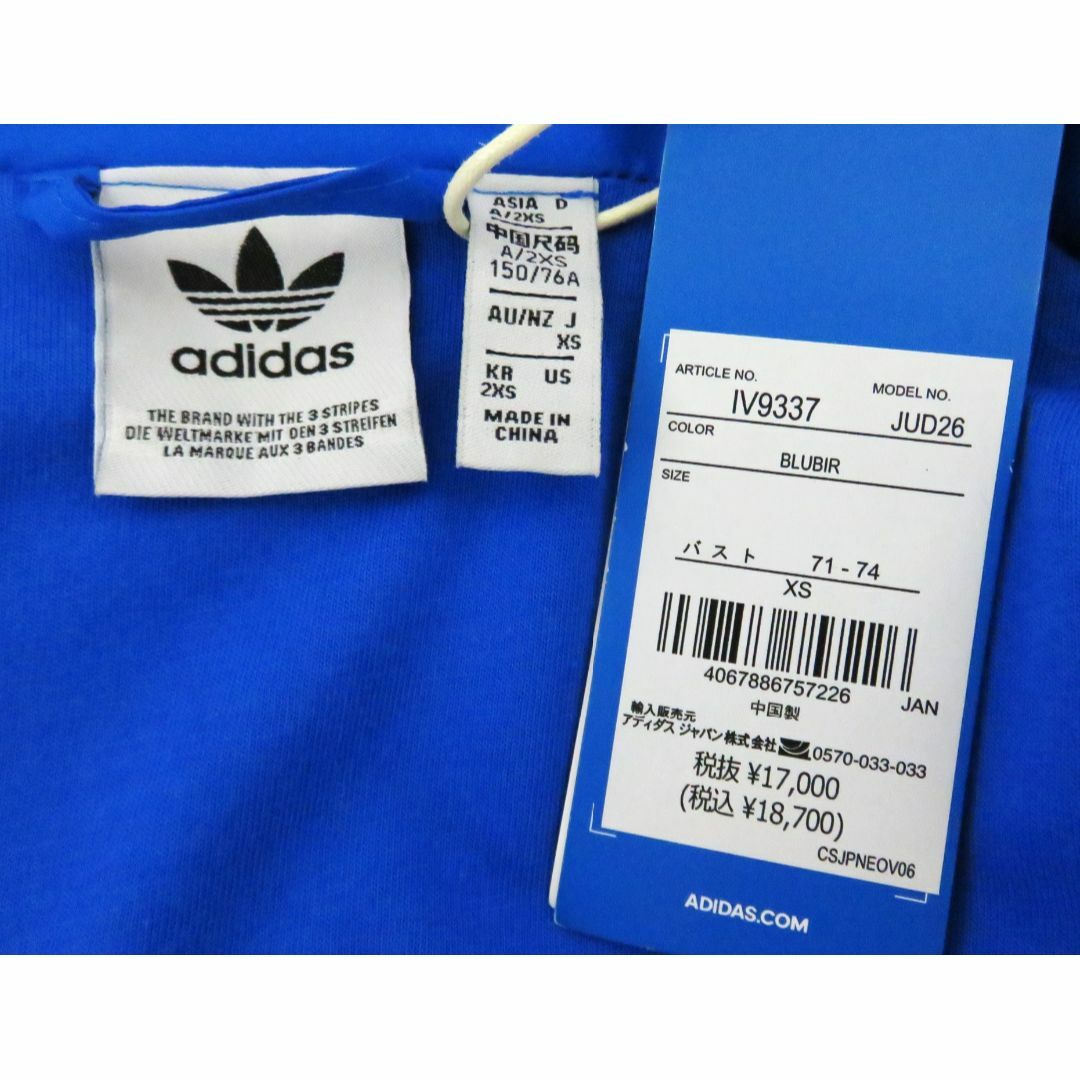 adidas
THE BRAND WITH THE 3 STRIPES
DIE WELTMARKE MIT DEN 3 STREIFEN
LA MARQUE AUX 3 BANDES
ASIA D
A/2XS
中国尺码
A/2XS
150/76A
AU/NZ J
XS
KR US
2XS
MADE IN
CHINA
ARTICLE NO. MODEL NO.
IV9337 JUD26
COLOR
BLUBIR
SIZE
バスト 71-74
XS
4067886757226 JAN
中国製
輸入販売元
アディダス ジャパン株式会社 0570-033-033
税抜 ¥17,000
(税込 ¥18,700)
CSJPNEOV06
ADIDAS.COM